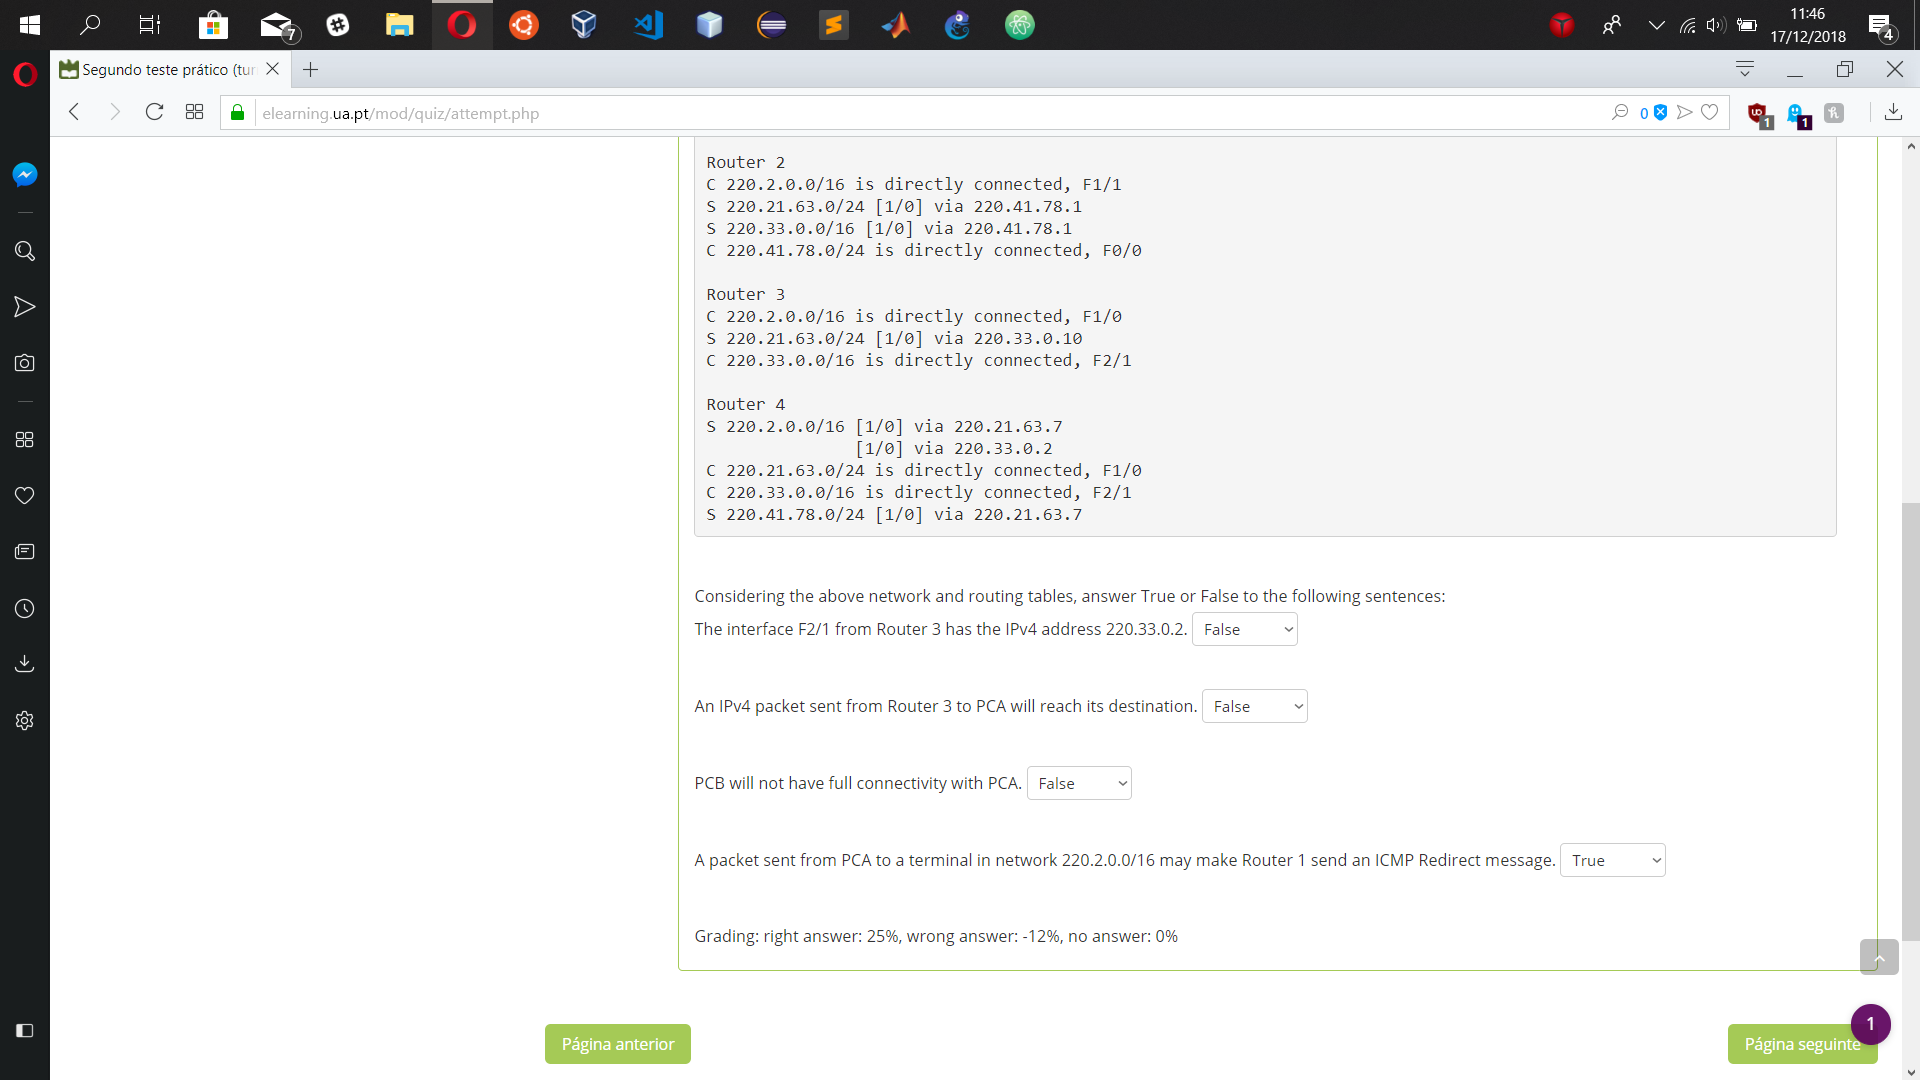 7
11:46
17/12/2018
4
Segundo teste prático (tur
elearning.ua.pt/mod/quiz/attempt.php
0
1
1
Router 2
C 220.2.0.0/16 is directly connected, F1/1
S 220.21.63.0/24 [1/0] via 220.41.78.1
S 220.33.0.0/16 [1/0] via 220.41.78.1
C 220.41.78.0/24 is directly connected, F0/0
Router 3
C 220.2.0.0/16 is directly connected, F1/0
S 220.21.63.0/24 [1/0] via 220.33.0.10
C 220.33.0.0/16 is directly connected, F2/1
Router 4
S 220.2.0.0/16 [1/0] via 220.21.63.7
[1/0] via 220.33.0.2
C 220.21.63.0/24 is directly connected, F1/0
C 220.33.0.0/16 is directly connected, F2/1
S 220.41.78.0/24 [1/0] via 220.21.63.7
Considering the above network and routing tables, answer True or False to the following sentences:
The interface F2/1 from Router 3 has the IPv4 address 220.33.0.2. False
An IPv4 packet sent from Router 3 to PCA will reach its destination. False
PCB will not have full connectivity with PCA. False
A packet sent from PCA to a terminal in network 220.2.0.0/16 may make Router 1 send an ICMP Redirect message. True
Grading: right answer: 25%, wrong answer: -12%, no answer: 0%
1
Página anterior
Página seguinte